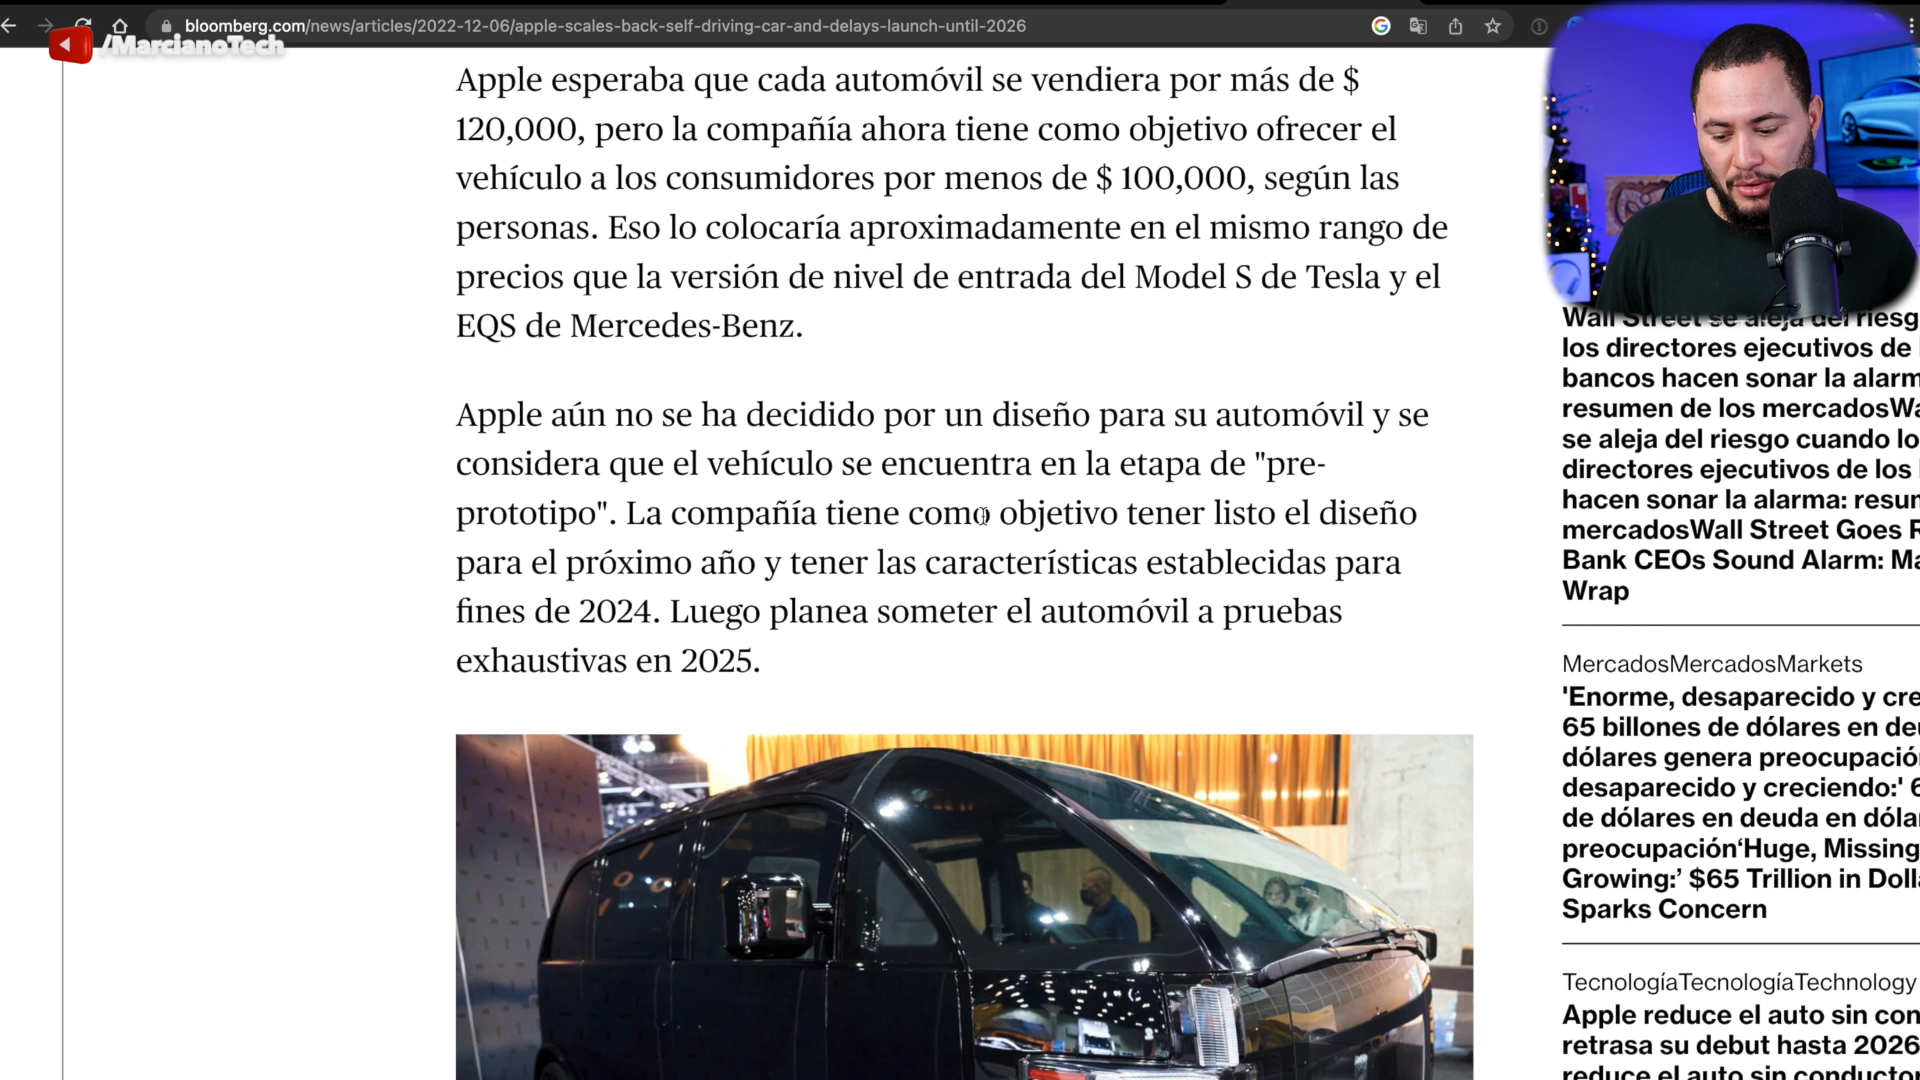 bloomberg.com/news/articles/2022-12-06/apple-scales-back-self-driving-car-and-delays-launch-until-2026
/MarcianoTech
Apple esperaba que cada automóvil se vendiera por más de $
120,000, pero la compañía ahora tiene como objetivo ofrecer el
vehículo a los consumidores por menos de $ 100,000, según las
personas. Eso lo colocaría aproximadamente en el mismo rango de
precios que la versión de nivel de entrada del Model S de Tesla y el
EQS de Mercedes-Benz.
Apple aún no se ha decidido por un diseño para su automóvil y se
considera que el vehículo se encuentra en la etapa de "pre-
prototipo". La compañía tiene como objetivo tener listo el diseño
para el próximo año y tener las características establecidas para
fines de 2024. Luego planea someter el automóvil a pruebas
exhaustivas en 2025.
Wall Street se aleja del riesg
los directores ejecutivos de
bancos hacen sonar la alarm
resumen de los mercadosWa
se aleja del riesgo cuando lo
directores ejecutivos de los
hacen sonar la alarma: resum
mercadosWall Street Goes R
Bank CEOs Sound Alarm: Ma
Wrap
MercadosMercadosMarkets
'Enorme, desaparecido y cre
65 billones de dólares en deu
dólares genera preocupación
desaparecido y creciendo:' 6
de dólares en deuda en dóla
preocupación‘Huge, Missing
Growing:’ $65 Trillion in Doll
Sparks Concern
TecnologíaTecnologíaTechnology
Apple reduce el auto sin con
retrasa su debut hasta 2026
reduce el auto sin conductor